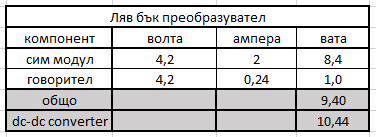 Ляв бък преобразувател
компонент волта ампера вата
сим модул 4,2 2 8,4
говорител 4,2 0,24 1,0
общо 9,40
dc-dc converter 10,44